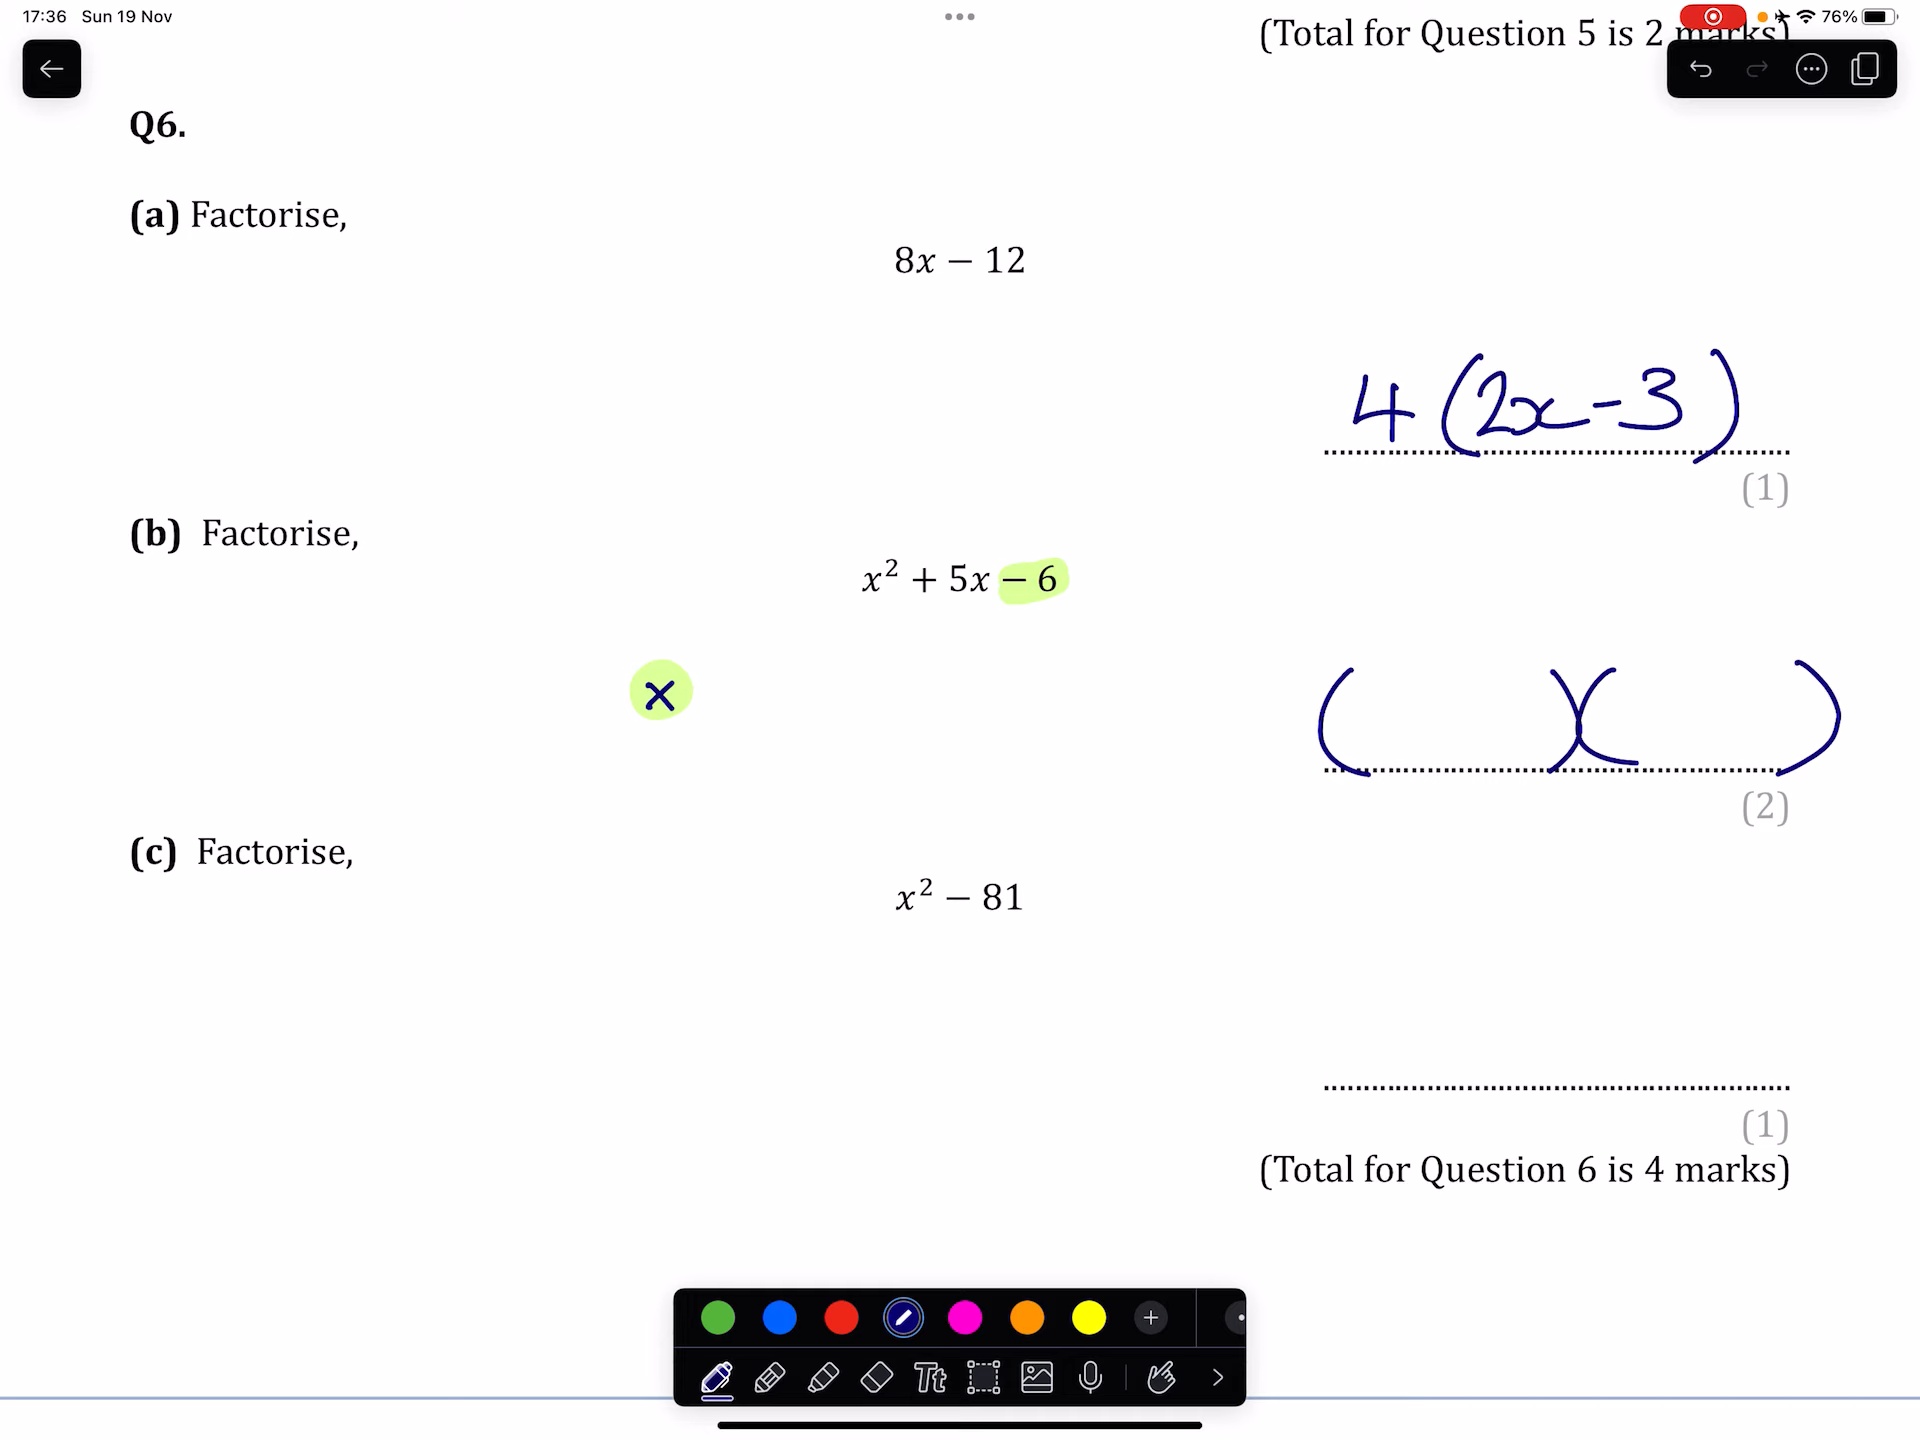 17:36 Sun 19 Nov
76%
(Total for Question 5 is 2 marks)
Q6.
(a) Factorise,
8x − 12
4(2x-3)
(1)
(b) Factorise,
x² + 5x − 6
×
( )( )
(2)
(c) Factorise,
x² − 81
(1)
(Total for Question 6 is 4 marks)
Tt